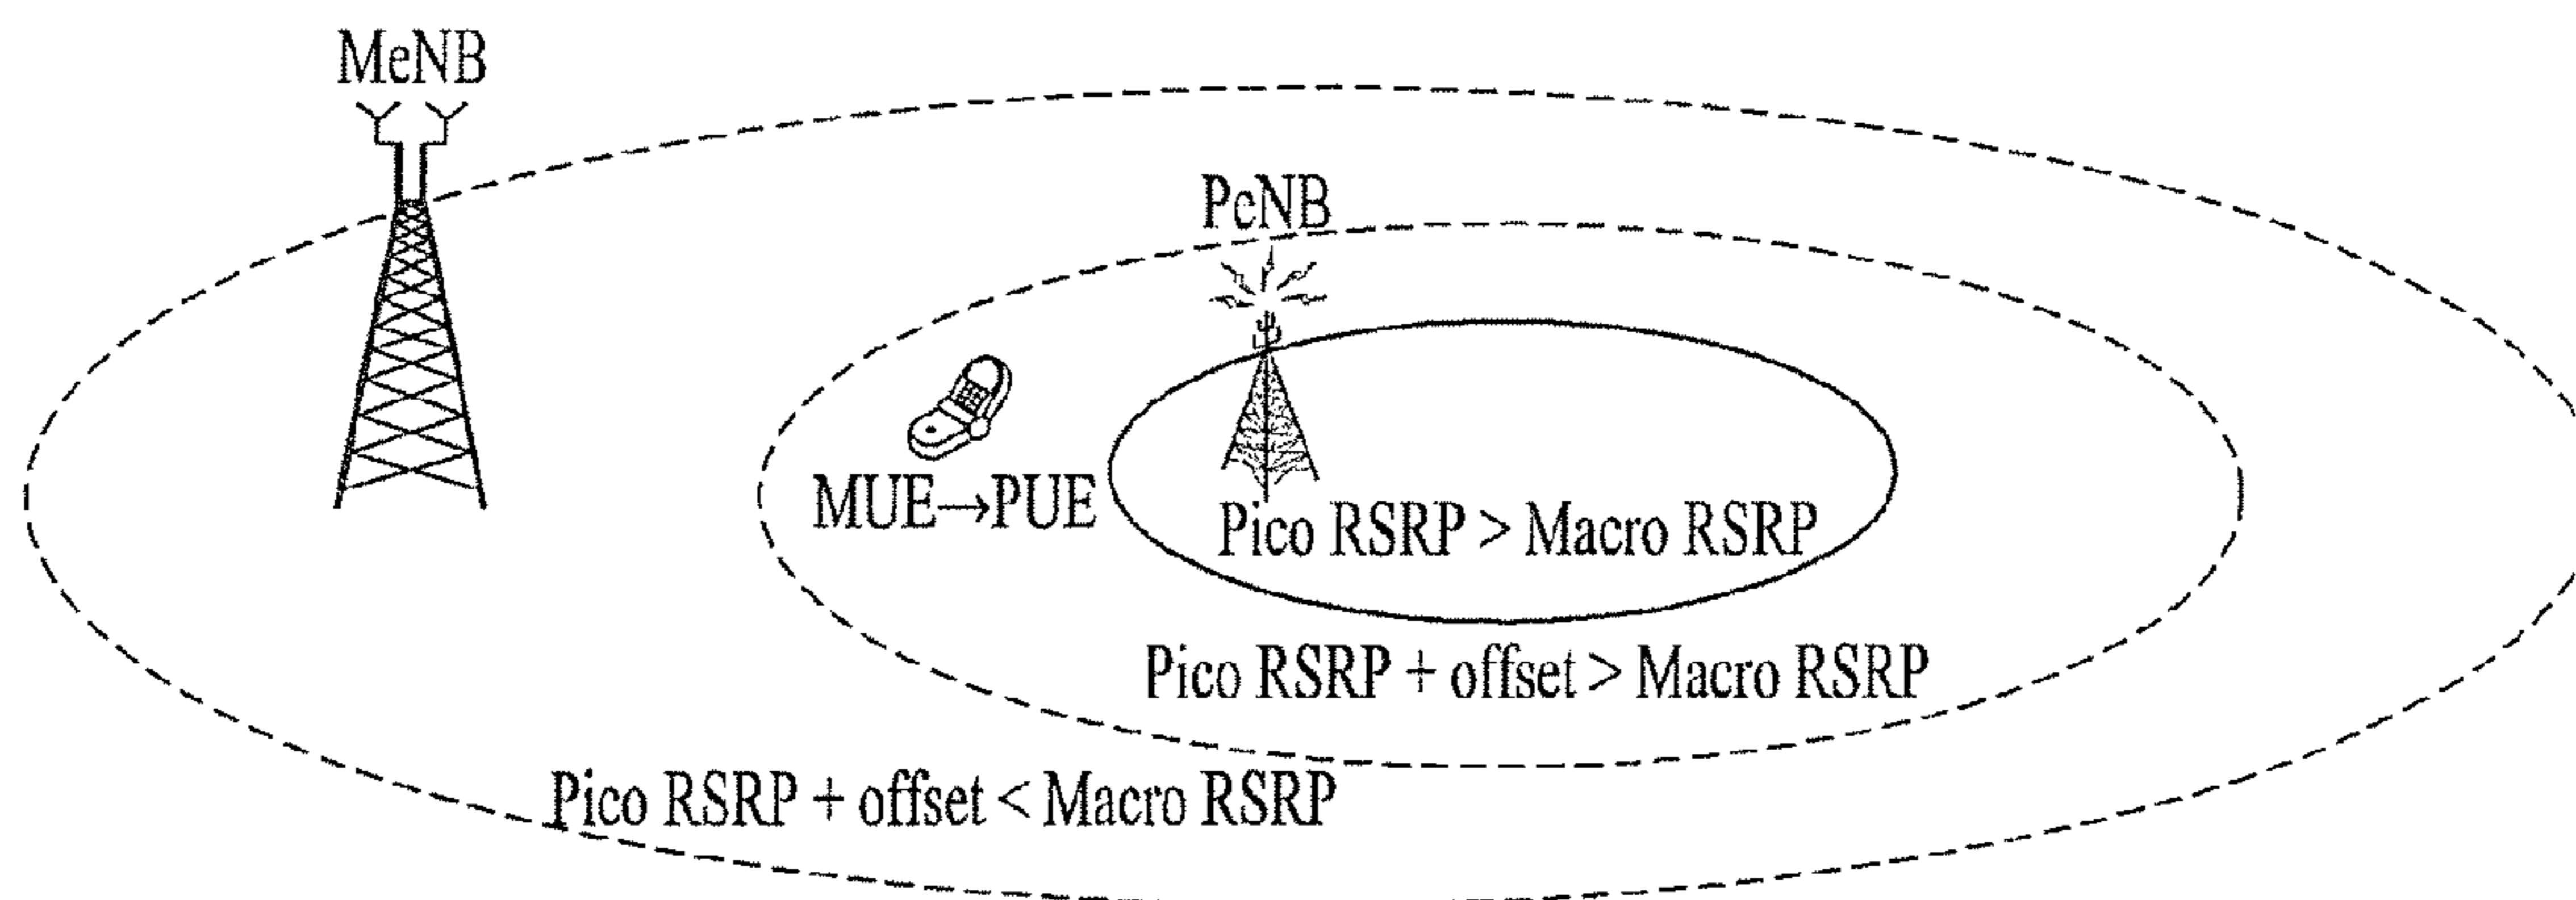 MeNB
PeNB
MUE→PUE
Pico RSRP > Macro RSRP
Pico RSRP + offset > Macro RSRP
Pico RSRP + offset < Macro RSRP